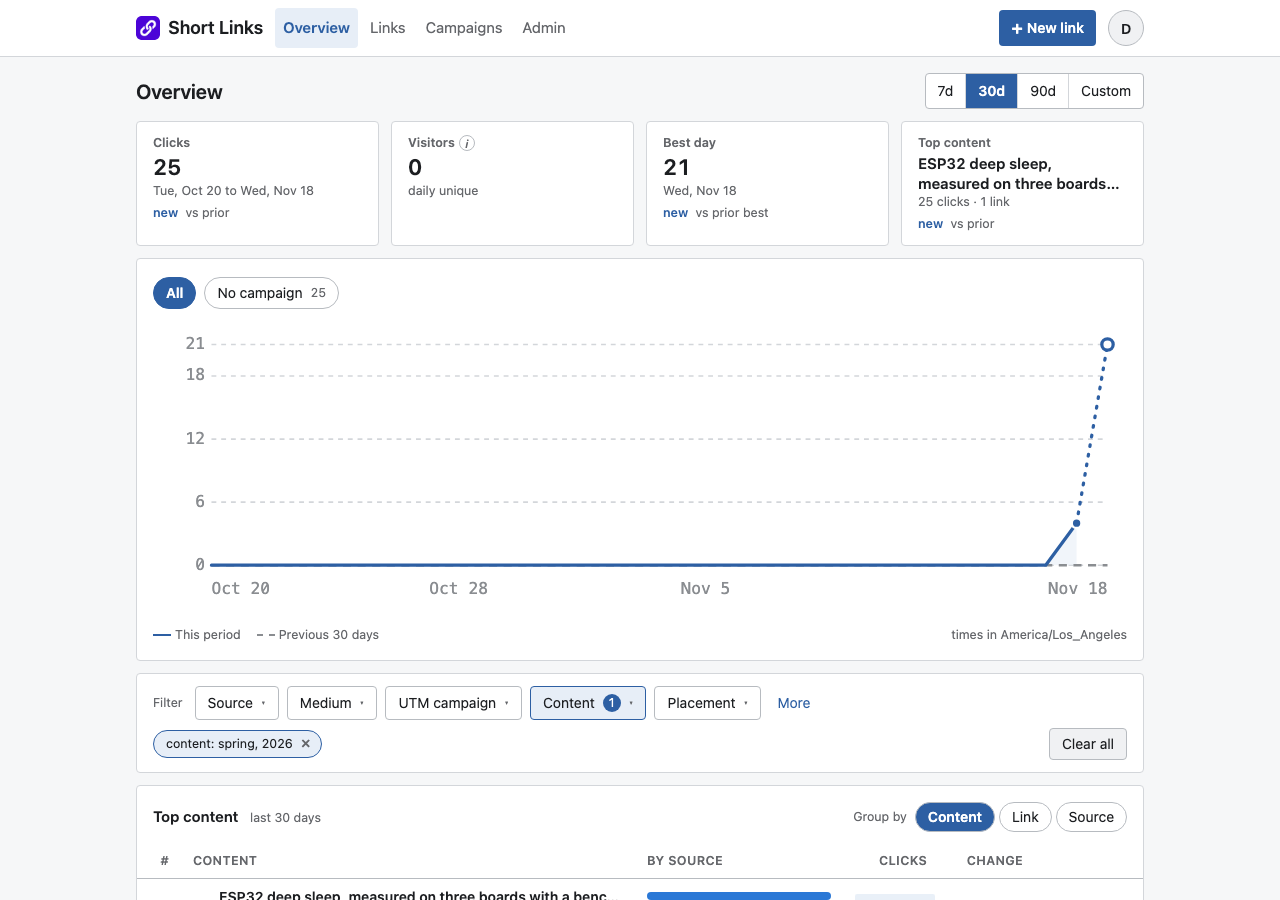 Short Links
Overview
Links
Campaigns
Admin
+ New link
D
Overview
7d
30d
90d
Custom
Clicks
25
Tue, Oct 20 to Wed, Nov 18
new vs prior
Visitors i
0
daily unique
Best day
21
Wed, Nov 18
new vs prior best
Top content
ESP32 deep sleep,
measured on three boards…
25 clicks · 1 link
new vs prior
All
No campaign 25
21
18
12
6
0
Oct 20
Oct 28
Nov 5
Nov 18
This period
Previous 30 days
times in America/Los_Angeles
Filter
Source
Medium
UTM campaign
Content 1
Placement
More
content: spring, 2026 ×
Clear all
Top content last 30 days
Group by
Content
Link
Source
# CONTENT BY SOURCE CLICKS CHANGE
ESP32 deep sleep, measured on three boards with a benc…